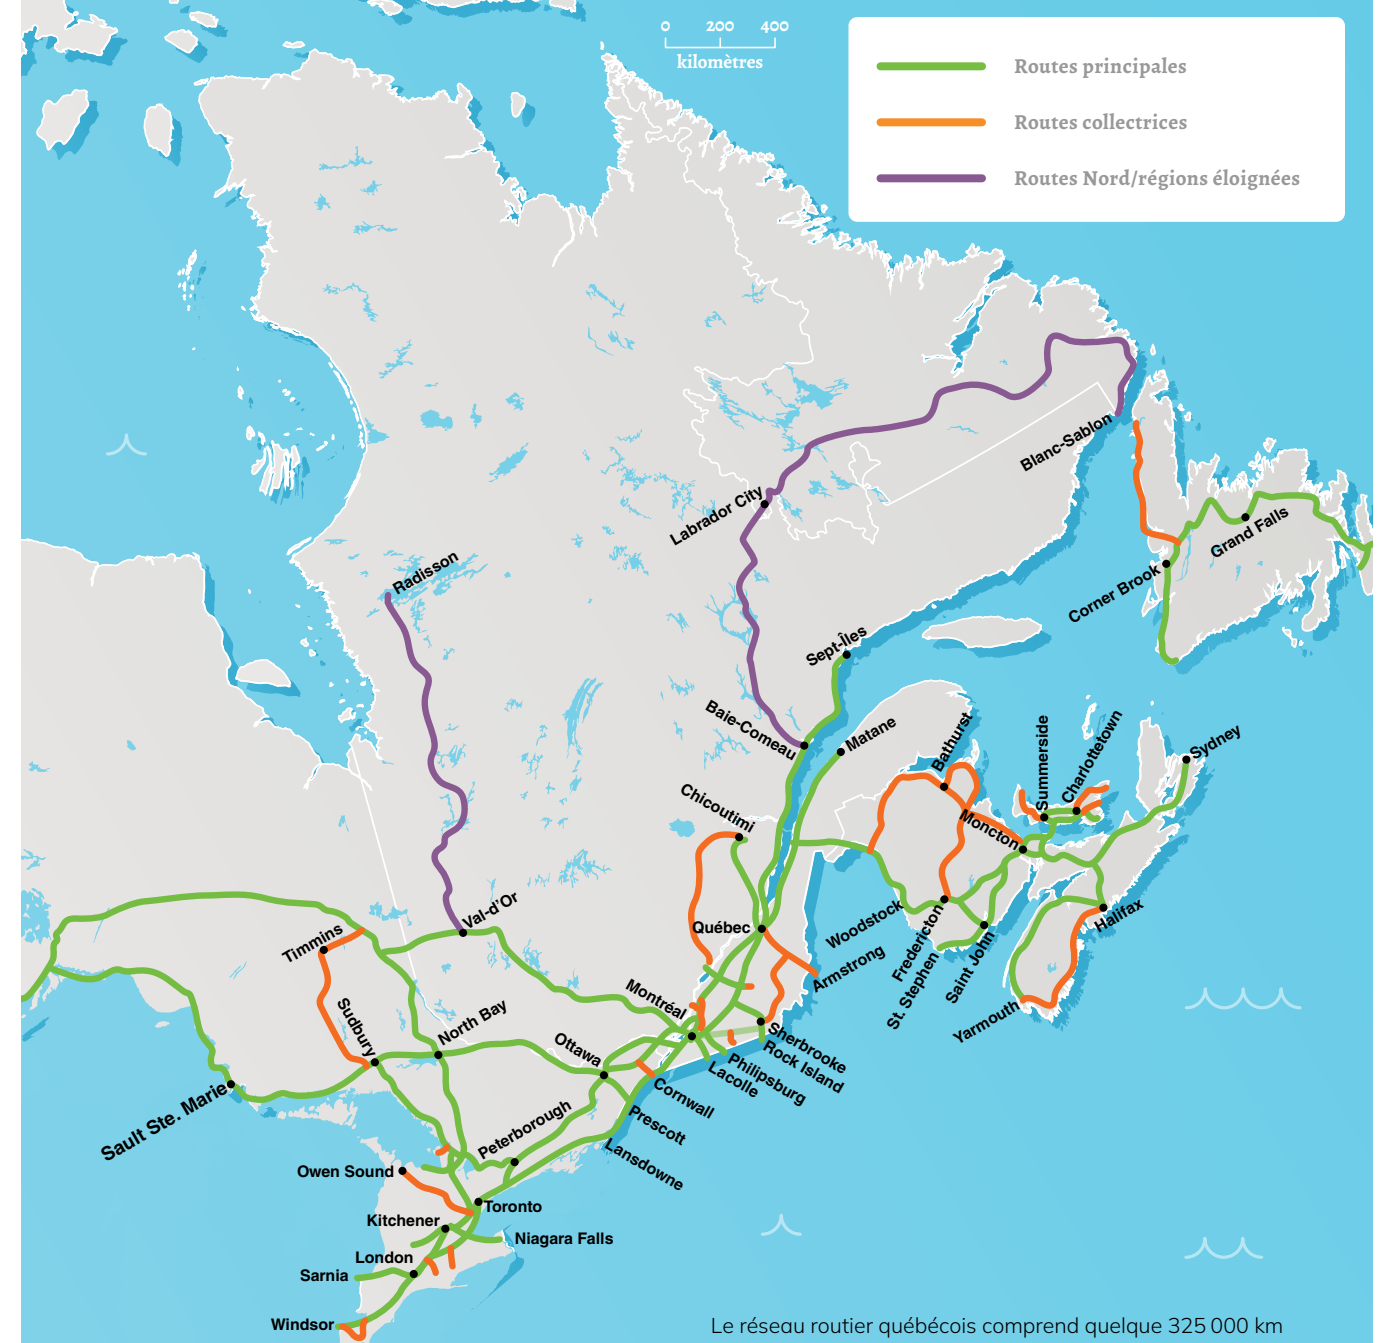 0 200 400
kilomètres
Routes principales
Routes collectrices
Routes Nord/régions éloignées
Blanc-Sablon
Labrador City
Grand Falls
Radisson
Corner Brook
Sept-Îles
Baie-Comeau
Matane
Bathurst
Summerside
Charlottetown
Sydney
Chicoutimi
Moncton
Val-d'Or
Timmins
Québec
Woodstock
Fredericton
Halifax
Armstrong
St. Stephen
Saint John
Yarmouth
Montréal
Sudbury
North Bay
Ottawa
Sherbrooke
Rock Island
Philipsburg
Lacolle
Cornwall
Sault Ste. Marie
Peterborough
Prescott
Lansdowne
Owen Sound
Toronto
Kitchener
Niagara Falls
London
Sarnia
Windsor
Le réseau routier québécois comprend quelque 325 000 km